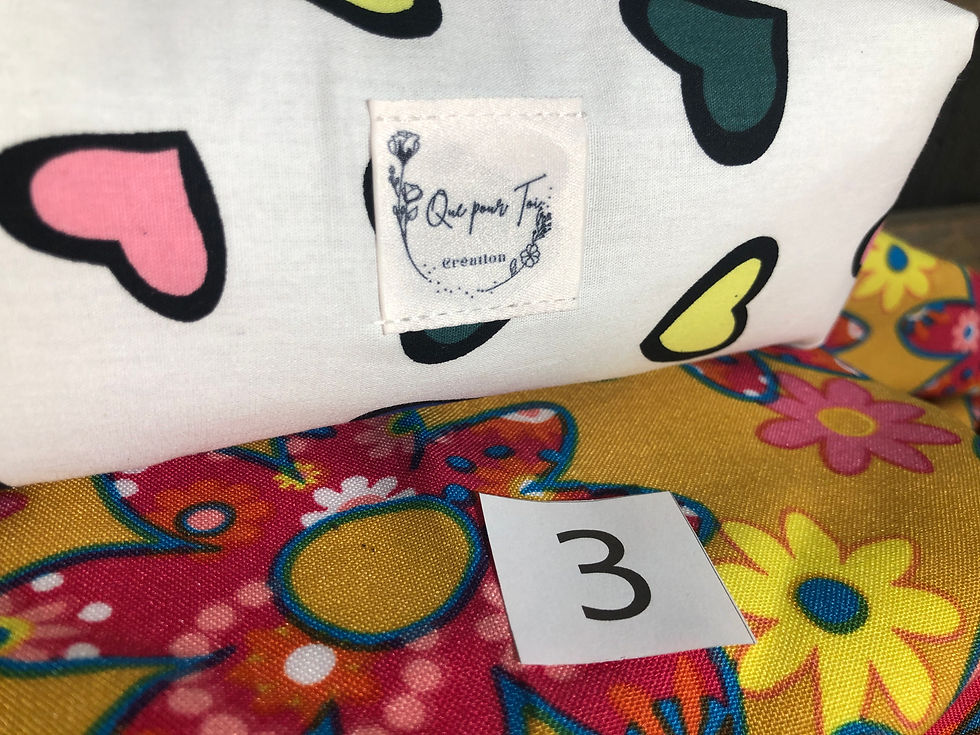 Que pour Toi
création
3